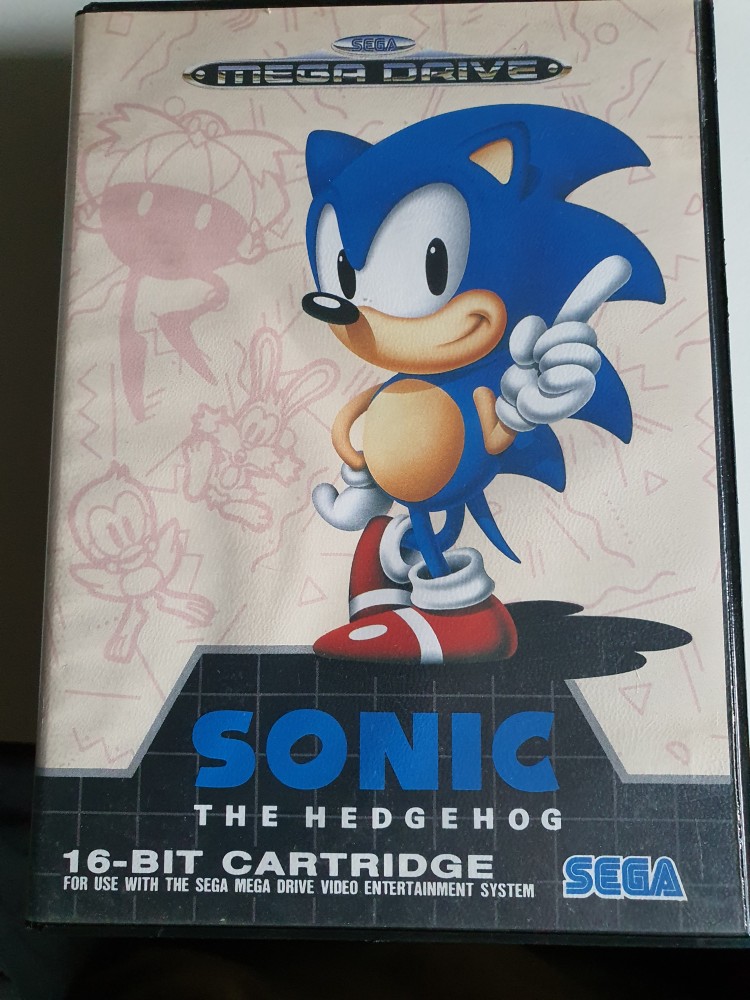 SEGA
MEGA DRIVE
SONIC
THE HEDGEHOG
16-BIT CARTRIDGE
FOR USE WITH THE SEGA MEGA DRIVE VIDEO ENTERTAINMENT SYSTEM
SEGA